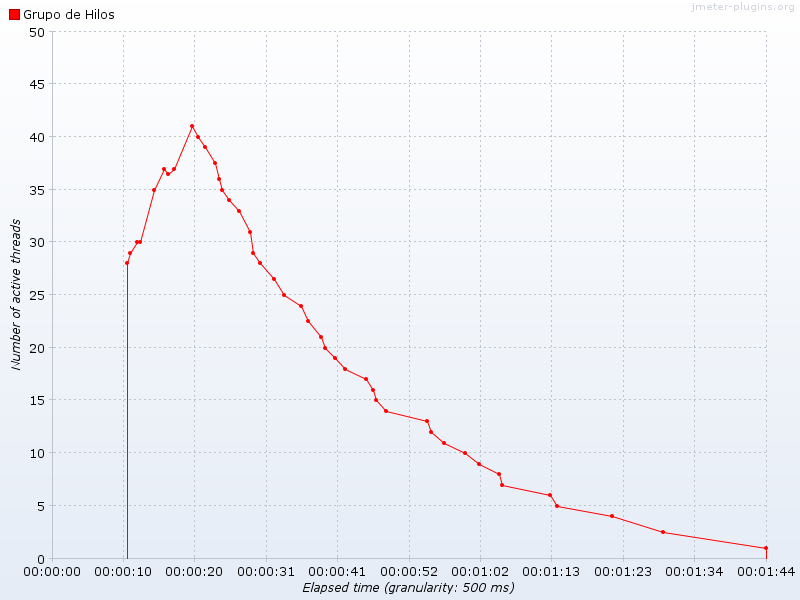 jmeter-plugins.org
Grupo de Hilos
50
45
40
35
30
25
20
15
10
5
0
Number of active threads
00:00:00 00:00:10 00:00:20 00:00:31 00:00:41 00:00:52 00:01:02 00:01:13 00:01:23 00:01:34 00:01:44
Elapsed time (granularity: 500 ms)